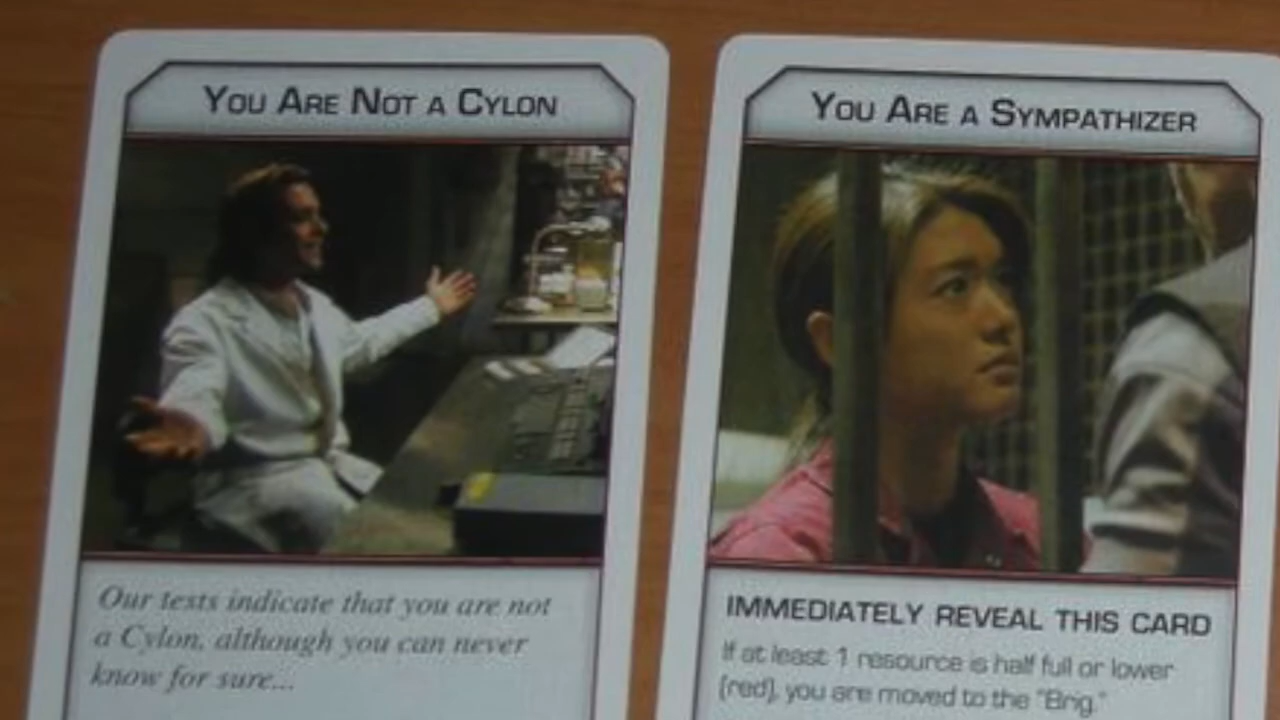 You Are Not a Cylon
Our tests indicate that you are not
a Cylon, although you can never
know for sure...
You Are a Sympathizer
IMMEDIATELY REVEAL THIS CARD
If at least 1 resource is half full or lower
(red), you are moved to the "Brig."